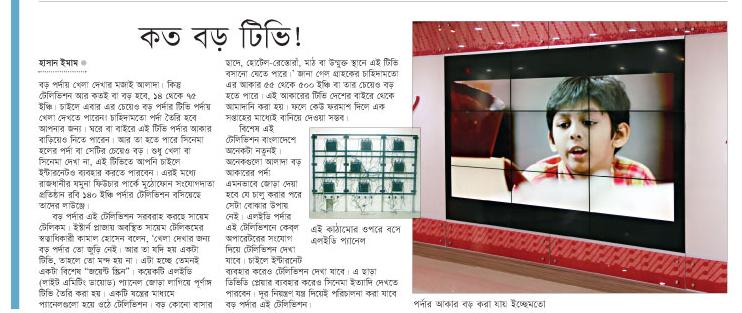 কত বড় টিভি!
হাসান ইমাম ●
বড় পর্দায় খেলা দেখার মজাই আলাদা। কিন্তু
টেলিভিশন আর কতই বা বড় হবে, ১৪ থেকে ৭৫
ইঞ্চি। চাইলে এবার এর চেয়েও বড় পর্দার টিভি পর্দায়
খেলা দেখতে পারেন! চাহিদামতো পর্দা তৈরি হবে
আপনার জন্য। ঘরে বা বাইরে এই টিভি পর্দার আকার
বাড়িয়েও নিতে পারেন। আর তা হতে পারে সিনেমা
হলের পর্দা বা সেটির চেয়েও বড়। শুধু খেলা বা
সিনেমা দেখা না, এই টিভিতে আপনি চাইলে
ইন্টারনেটও ব্যবহার করতে পারবেন। এরই মধ্যে
রাজধানীর যমুনা ফিউচার পার্কে মুঠোফোন সংযোগদাতা
প্রতিষ্ঠান রবি ১৪০ ইঞ্চি পর্দার টেলিভিশন বসিয়েছে
তাদের লাউঞ্জে।
বড় পর্দার এই টেলিভিশন সরবরাহ করছে সায়েম
টেলিকম। ইস্টার্ন প্লাজায় অবস্থিত সায়েম টেলিকমের
স্বত্বাধিকারী কামাল হোসেন বলেন, ‘খেলা দেখার জন্য
বড় পর্দার তো জুড়ি নেই। আর তা যদি হয় একটা
টিভি, তাহলে তো মন্দ হয় না। এটা হচ্ছে তেমনই
একটা বিশেষ “জয়েন্ট স্ক্রিন”। কয়েকটি এলইডি
(লাইট এমিটিং ডায়োড) প্যানেল জোড়া লাগিয়ে পূর্ণাঙ্গ
টিভি তৈরি করা হয়। একটি যন্ত্রের মাধ্যমে
প্যানেলগুলো হয়ে ওঠে টেলিভিশন। বড় কোনো বাসার
ছাদে, হোটেল-রেস্তোরাঁ, মাঠ বা উন্মুক্ত স্থানে এই টিভি
বসানো যেতে পারে।’ জানা গেল গ্রাহকের চাহিদামতো
এর আকার ৫৫ থেকে ৫০০ ইঞ্চি বা তার চেয়েও বড়
হতে পারে। এই আকারের টিভি দেশের বাইরে থেকে
আমদানি করা হয়। ফলে কেউ ফরমাশ দিলে এক
সপ্তাহের মধ্যেই বানিয়ে দেওয়া সম্ভব।
বিশেষ এই
টেলিভিশন বাংলাদেশে
অনেকটা নতুনই।
অনেকগুলো আলাদা বড়
আকারের পর্দা
এমনভাবে জোড়া দেয়া
হবে যে চালু করার পরে
সেটা বোঝার উপায়
নেই। এলইডি পর্দার
এই টেলিভিশনে কেবল
অপারেটরের সংযোগ
দিয়ে টেলিভিশন দেখা
যাবে। চাইলে ইন্টারনেট
ব্যবহার করেও টেলিভিশন দেখা যাবে। এ ছাড়া
ডিভিডি প্লেয়ার ব্যবহার করেও সিনেমা ইত্যাদি দেখতে
পারবেন। দূর নিয়ন্ত্রণ যন্ত্র দিয়েই পরিচালনা করা যাবে
বড় পর্দার এই টেলিভিশন।
এই কাঠামোর ওপরে বসে
এলইডি প্যানেল
পর্দার আকার বড় করা যায় ইচ্ছেমতো